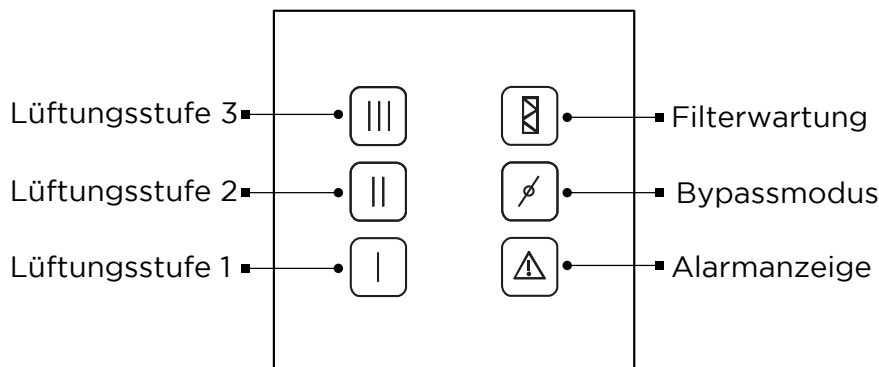 Lüftungsstufe 3
Filterwartung
Lüftungsstufe 2
Bypassmodus
Lüftungsstufe 1
Alarmanzeige